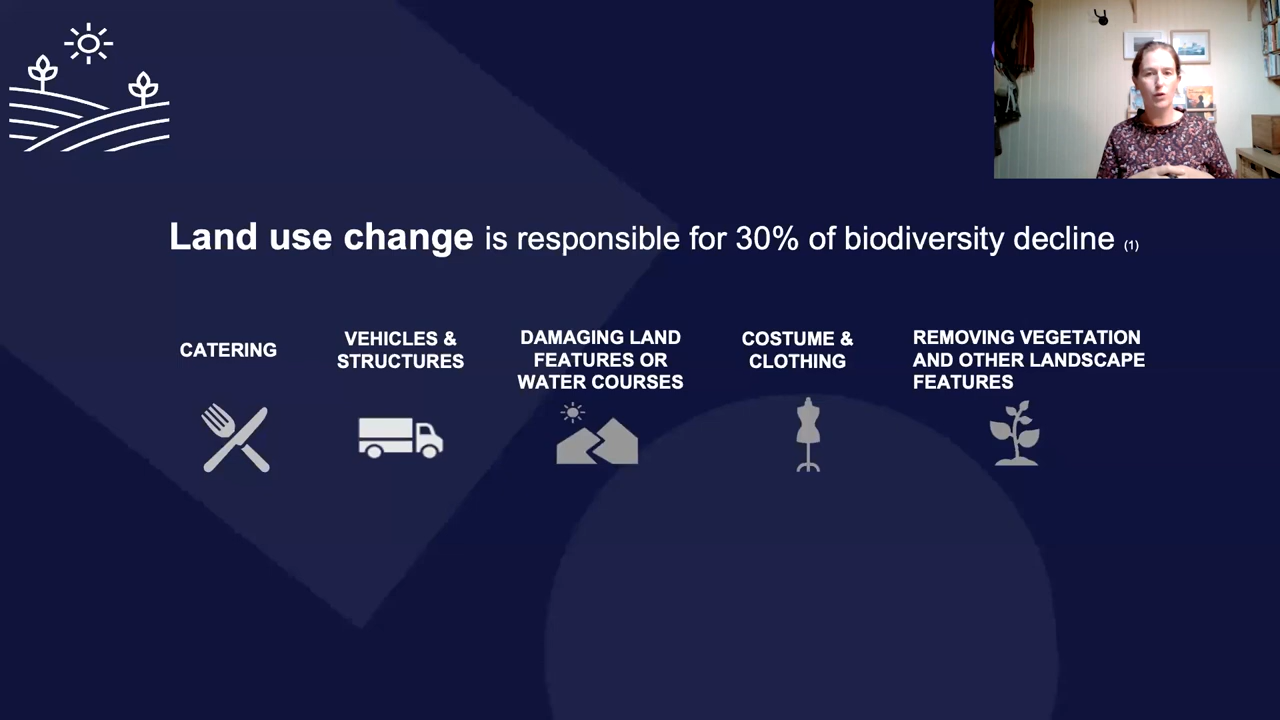 Land use change is responsible for 30% of biodiversity decline (1)
CATERING
VEHICLES &
STRUCTURES
DAMAGING LAND
FEATURES OR
WATER COURSES
COSTUME &
CLOTHING
REMOVING VEGETATION
AND OTHER LANDSCAPE
FEATURES